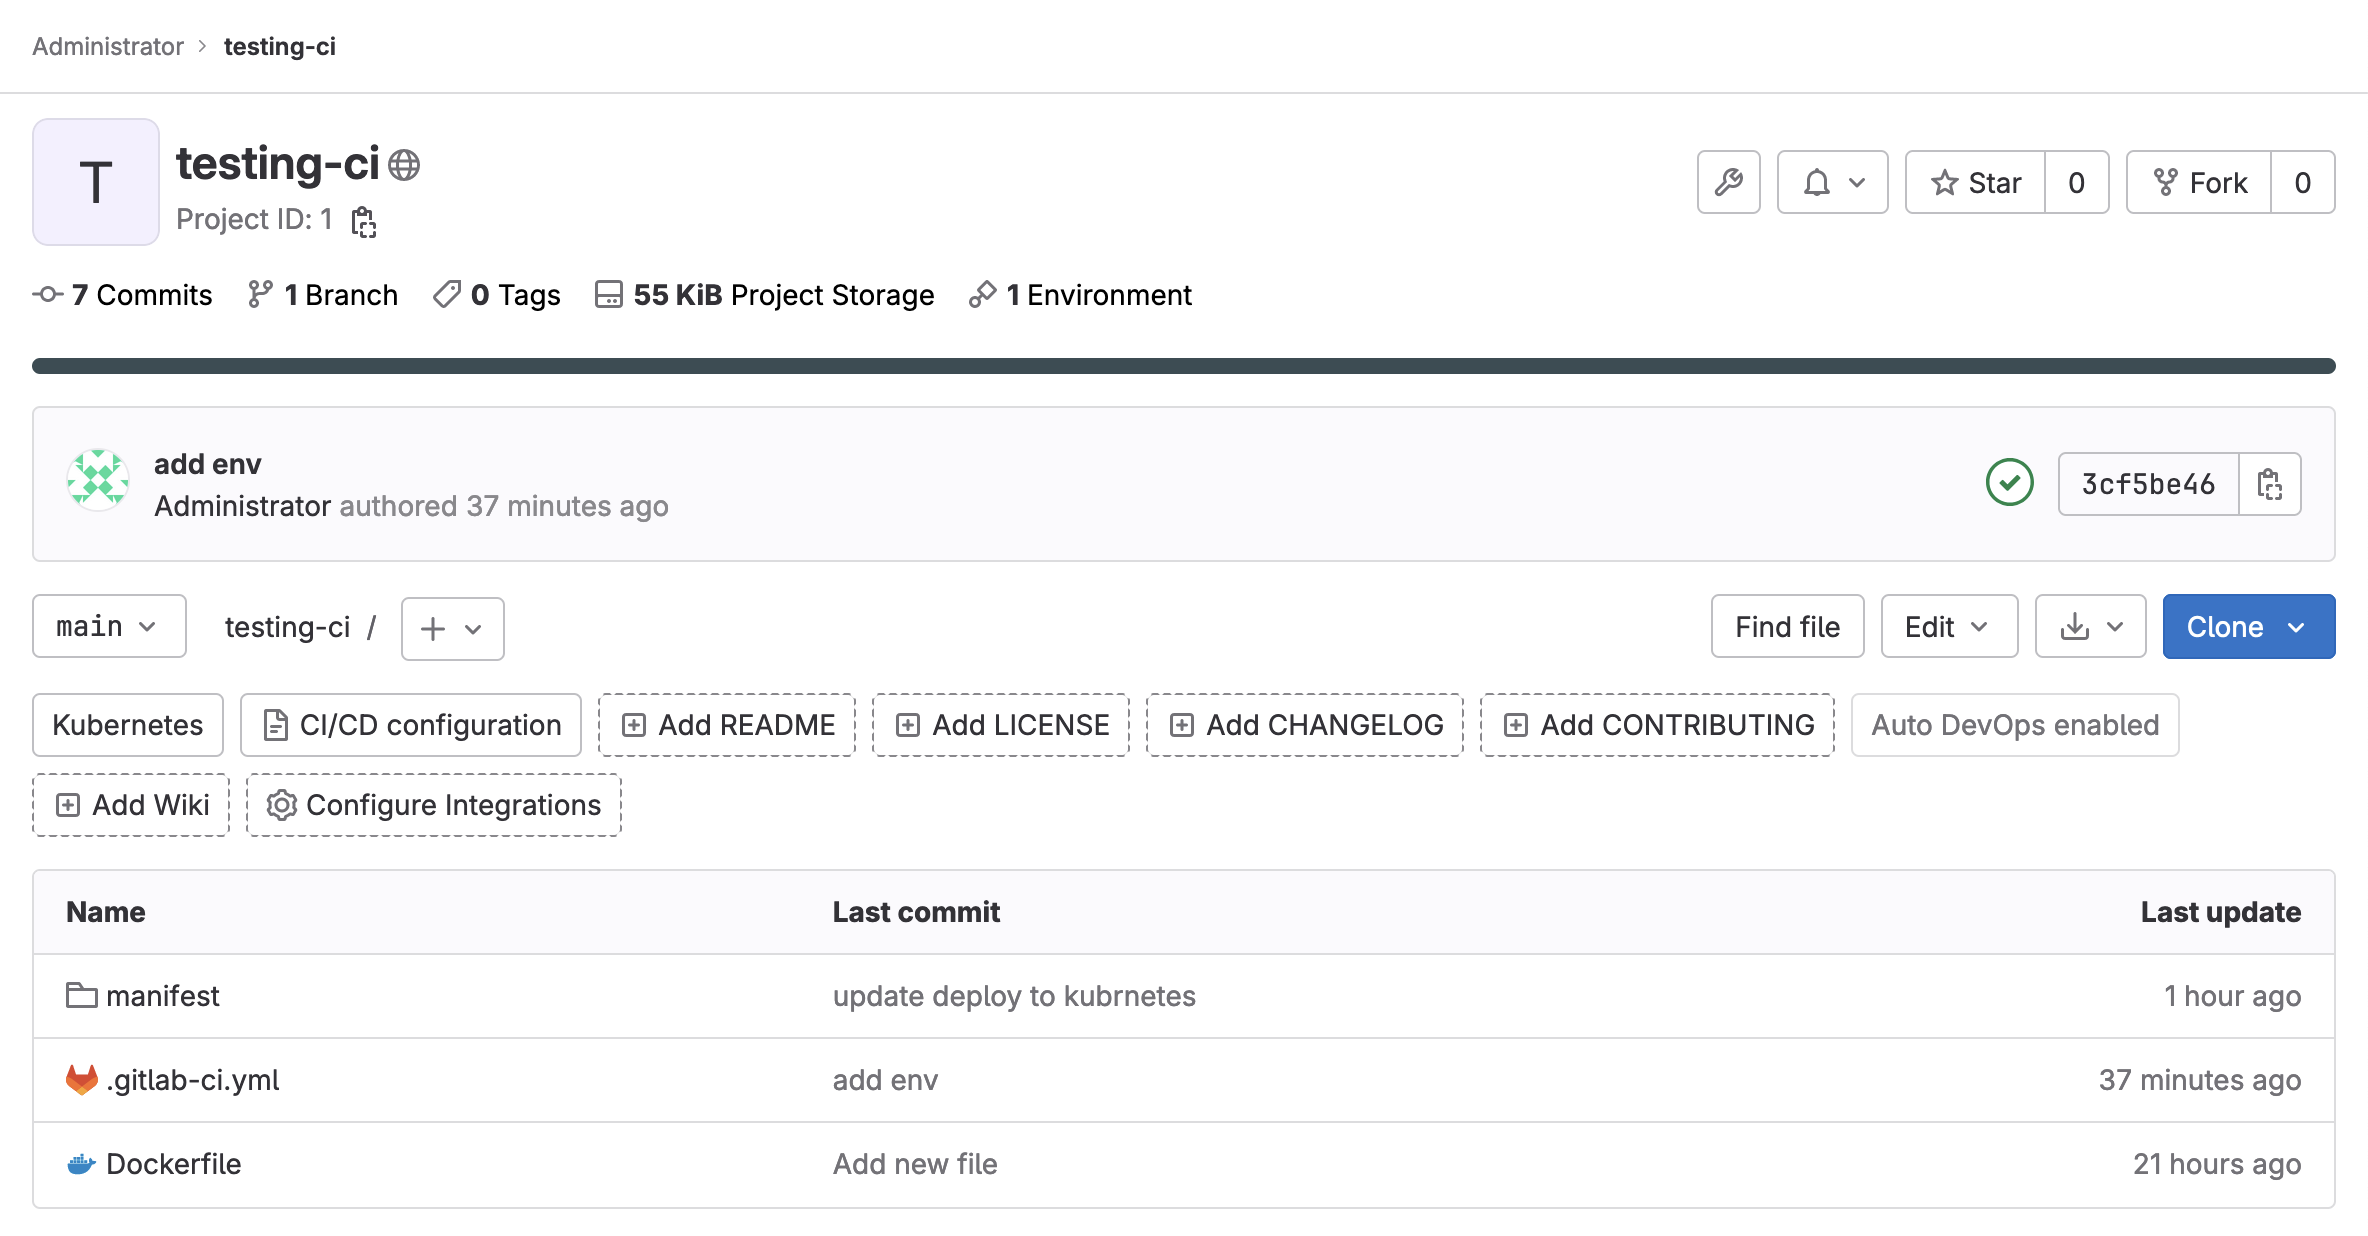 Administrator > testing-ci
T
testing-ci
Project ID: 1
Star 0
Fork 0
7 Commits 1 Branch 0 Tags 55 KiB Project Storage 1 Environment
add env
Administrator authored 37 minutes ago
3cf5be46
main testing-ci / Find file Edit Clone
Kubernetes CI/CD configuration Add README Add LICENSE Add CHANGELOG Add CONTRIBUTING Auto DevOps enabled
Add Wiki Configure Integrations
Name Last commit Last update
manifest update deploy to kubrnetes 1 hour ago
.gitlab-ci.yml add env 37 minutes ago
Dockerfile Add new file 21 hours ago